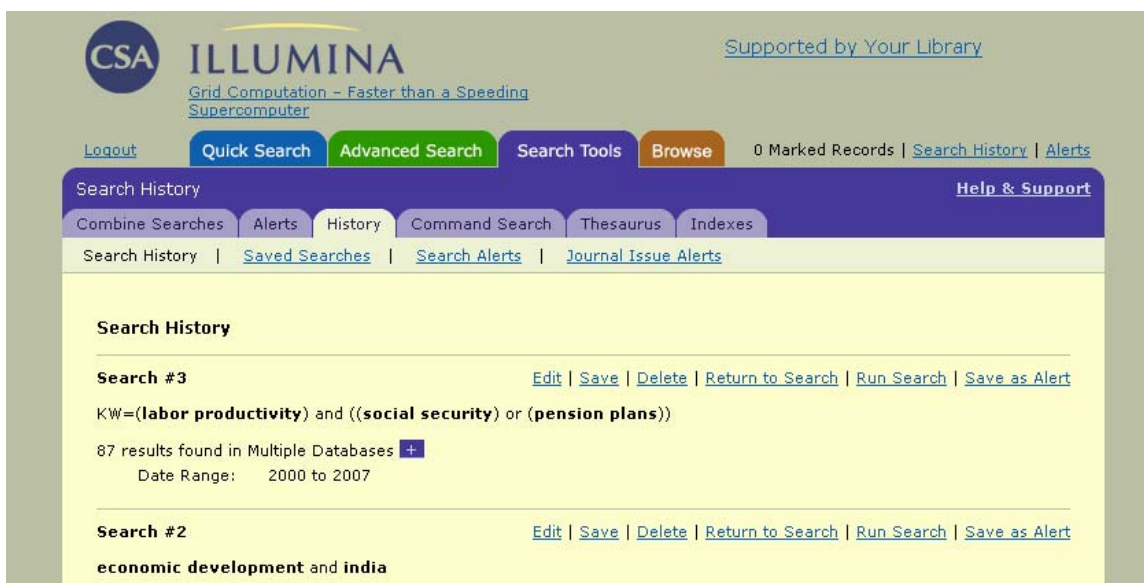 CSA ILLUMINA
Supported by Your Library
Grid Computation – Faster than a Speeding
Supercomputer
Logout Quick Search Advanced Search Search Tools Browse 0 Marked Records | Search History | Alerts
Search History Help & Support
Combine Searches Alerts History Command Search Thesaurus Indexes
Search History | Saved Searches | Search Alerts | Journal Issue Alerts
Search History
Search #3 Edit | Save | Delete | Return to Search | Run Search | Save as Alert
KW=(labor productivity) and ((social security) or (pension plans))
87 results found in Multiple Databases +
Date Range: 2000 to 2007
Search #2 Edit | Save | Delete | Return to Search | Run Search | Save as Alert
economic development and india